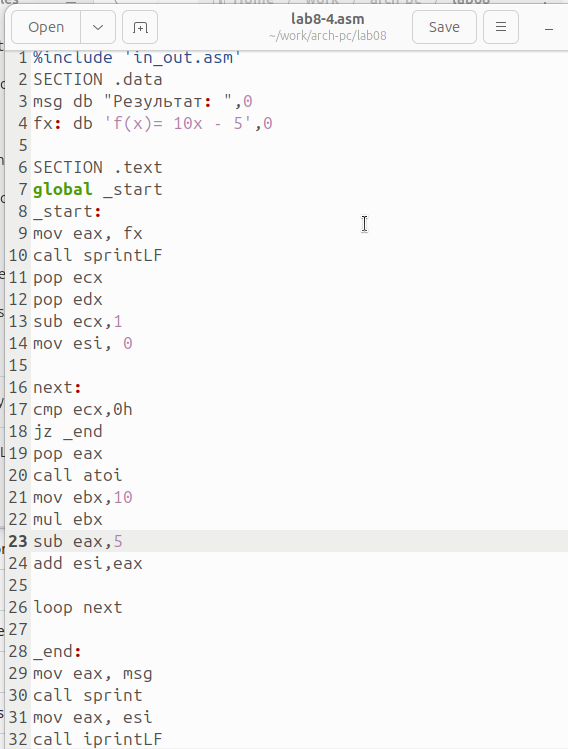 Open
lab8-4.asm
~/work/arch-pc/lab08
Save
1 %include 'in_out.asm'
2 SECTION .data
3 msg db "Результат: ",0
4 fx: db 'f(x)= 10x - 5',0
5
6 SECTION .text
7 global _start
8 _start:
9 mov eax, fx
10 call sprintLF
11 pop ecx
12 pop edx
13 sub ecx,1
14 mov esi, 0
15
16 next:
17 cmp ecx,0h
18 jz _end
19 pop eax
20 call atoi
21 mov ebx,10
22 mul ebx
23 sub eax,5
24 add esi,eax
25
26 loop next
27
28 _end:
29 mov eax, msg
30 call sprint
31 mov eax, esi
32 call iprintLF